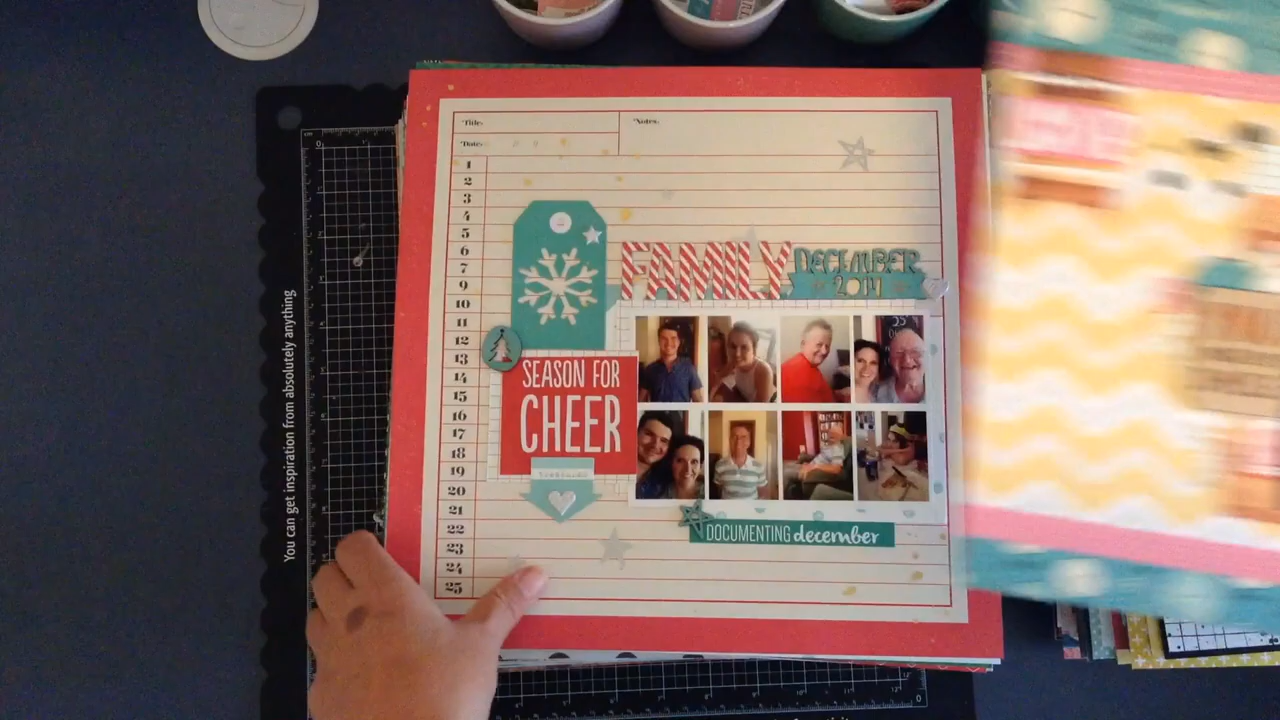 Title:
Notes:
Date:
1
2
3
4
5
6
7
8
9
10
11
12
13
14
15
16
17
18
19
20
21
22
23
24
25
FAMILY
DECEMBER
2014
SEASON FOR
CHEER
DOCUMENTING december
You can get inspiration from absolutely anything